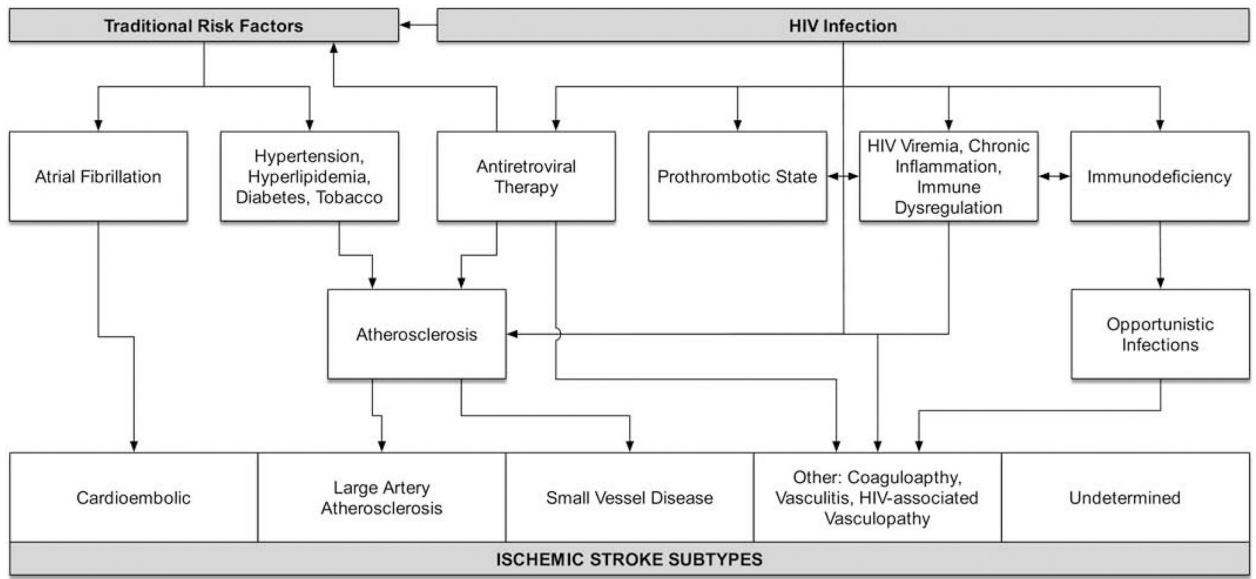 Traditional Risk Factors
HIV Infection
Atrial Fibrillation
Hypertension,
Hyperlipidemia,
Diabetes, Tobacco
Antiretroviral
Therapy
Prothrombotic State
HIV Viremia, Chronic
Inflammation,
Immune
Dysregulation
Immunodeficiency
Atherosclerosis
Opportunistic
Infections
Cardioembolic
Large Artery
Atherosclerosis
Small Vessel Disease
Other: Coaguloapthy,
Vasculitis, HIV-associated
Vasculopathy
Undetermined
ISCHEMIC STROKE SUBTYPES